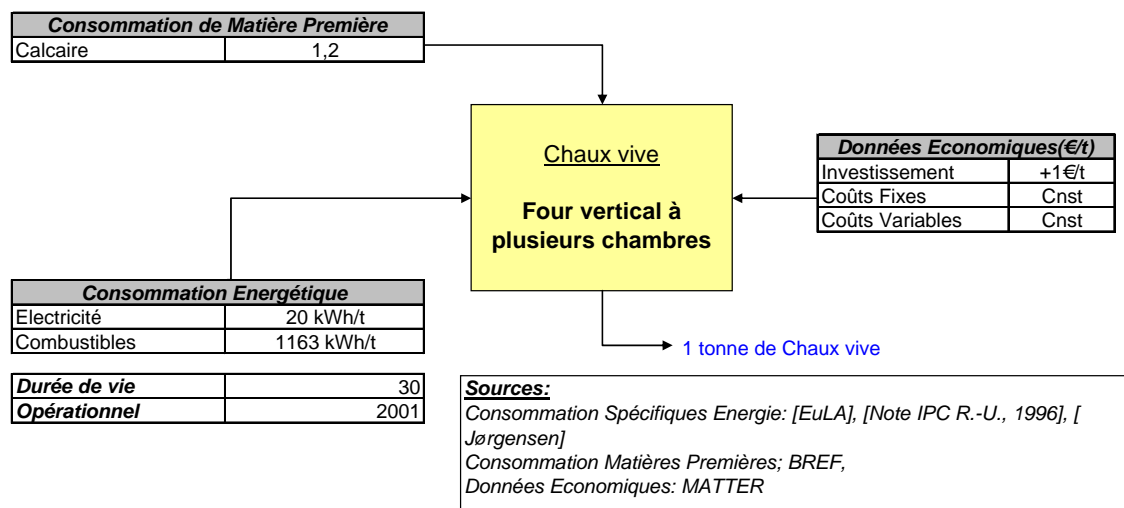 Consommation de Matière Première
Calcaire 1,2
Chaux vive
Four vertical à
plusieurs chambres
Données Economiques(€/t)
Investissement +1€/t
Coûts Fixes Cnst
Coûts Variables Cnst
Consommation Energétique
Electricité 20 kWh/t
Combustibles 1163 kWh/t
1 tonne de Chaux vive
Durée de vie 30
Opérationnel 2001
Sources:
Consommation Spécifiques Energie: [EuLA], [Note IPC R.-U., 1996], [
Jørgensen]
Consommation Matières Premières; BREF,
Données Economiques: MATTER